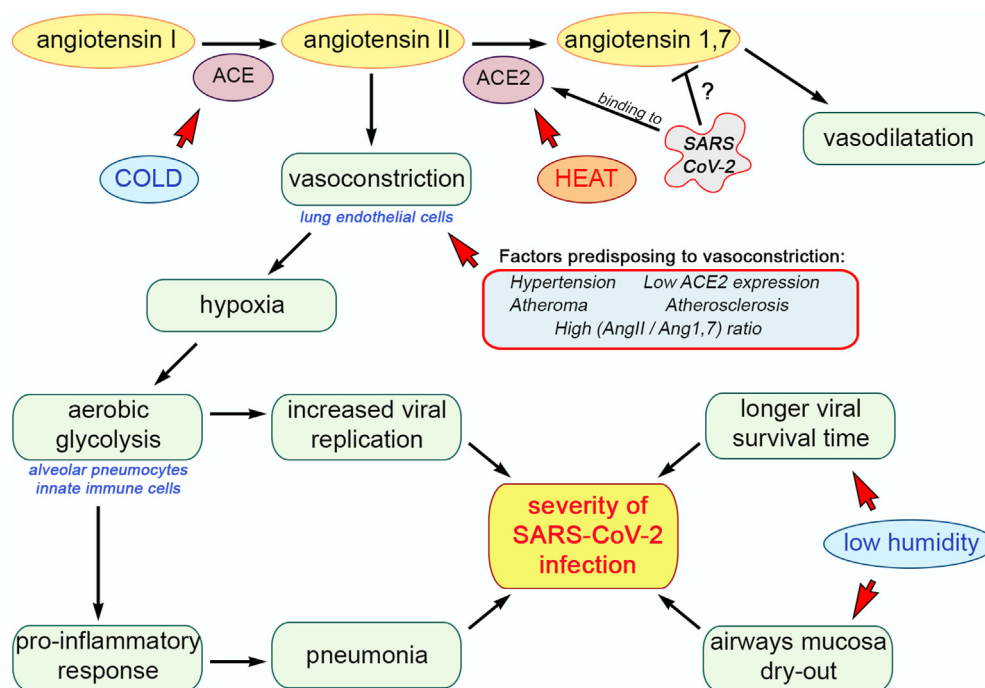 angiotensin I
angiotensin II
angiotensin 1,7
ACE
ACE2
?
binding to
SARS
CoV-2
vasodilatation
COLD
vasoconstriction
HEAT
lung endothelial cells
Factors predisposing to vasoconstriction:
Hypertension Low ACE2 expression
Atheroma Atherosclerosis
High (AngII / Ang1,7) ratio
hypoxia
aerobic
glycolysis
increased viral
replication
longer viral
survival time
alveolar pneumocytes
innate immune cells
severity of
SARS-CoV-2
infection
low humidity
pro-inflammatory
response
pneumonia
airways mucosa
dry-out